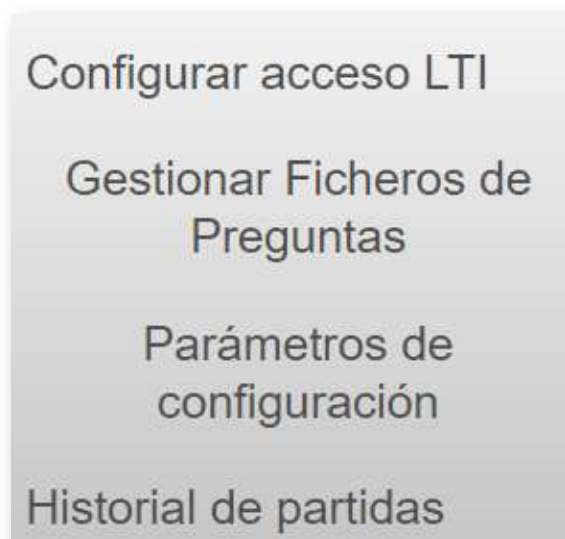 Configurar acceso LTI
Gestionar Ficheros de
Preguntas
Parámetros de
configuración
Historial de partidas